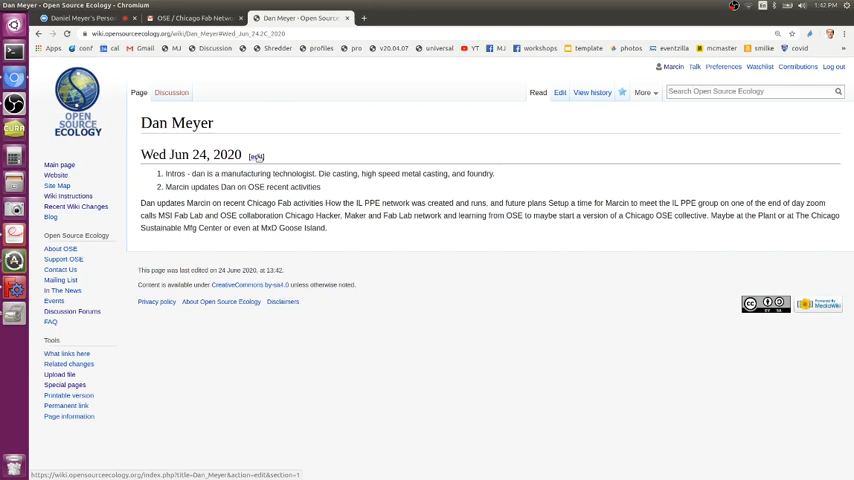 Dan Meyer - Open Source Ecology - Chromium
En
1:42 PM
Daniel Meyer's Perso
OSE / Chicago Fab Netw
Dan Meyer - Open Source
wiki.opensourceecology.org/wiki/Dan_Meyer#Wed_Jun_24.2C_2020
Apps conf cal Gmail MJ Discussion Shredder profiles pro v20.04.07 universal YT MJ workshops template photos eventzilla mcmaster smilke covid »
Marcin Talk Preferences Watchlist Contributions Log out
OPEN SOURCE
ECOLOGY
Page Discussion Read Edit View history More Search Open Source Ecology
Dan Meyer
Wed Jun 24, 2020 [edit]
1. Intros - dan is a manufacturing technologist. Die casting, high speed metal casting, and foundry.
2. Marcin updates Dan on OSE recent activities
Dan updates Marcin on recent Chicago Fab activities How the IL PPE network was created and runs, and future plans Setup a time for Marcin to meet the IL PPE group on one of the end of day zoom
calls MSI Fab Lab and OSE collaboration Chicago Hacker, Maker and Fab Lab network and learning from OSE to maybe start a version of a Chicago OSE collective. Maybe at the Plant or at The Chicago
Sustainable Mfg Center or even at MxD Goose Island.
Main page
Website
Site Map
Wiki Instructions
Recent Wiki Changes
Blog
Open Source Ecology
About OSE
Support OSE
Contact Us
Mailing List
In The News
Events
Discussion Forums
FAQ
Tools
What links here
Related changes
Upload file
Special pages
Printable version
Permanent link
Page information
This page was last edited on 24 June 2020, at 13:42.
Content is available under CreativeCommons by-sa4.0 unless otherwise noted.
Privacy policy About Open Source Ecology Disclaimers
CC BY SA
Powered By MediaWiki
CURA
https://wiki.opensourceecology.org/index.php?title=Dan_Meyer&action=edit&section=1